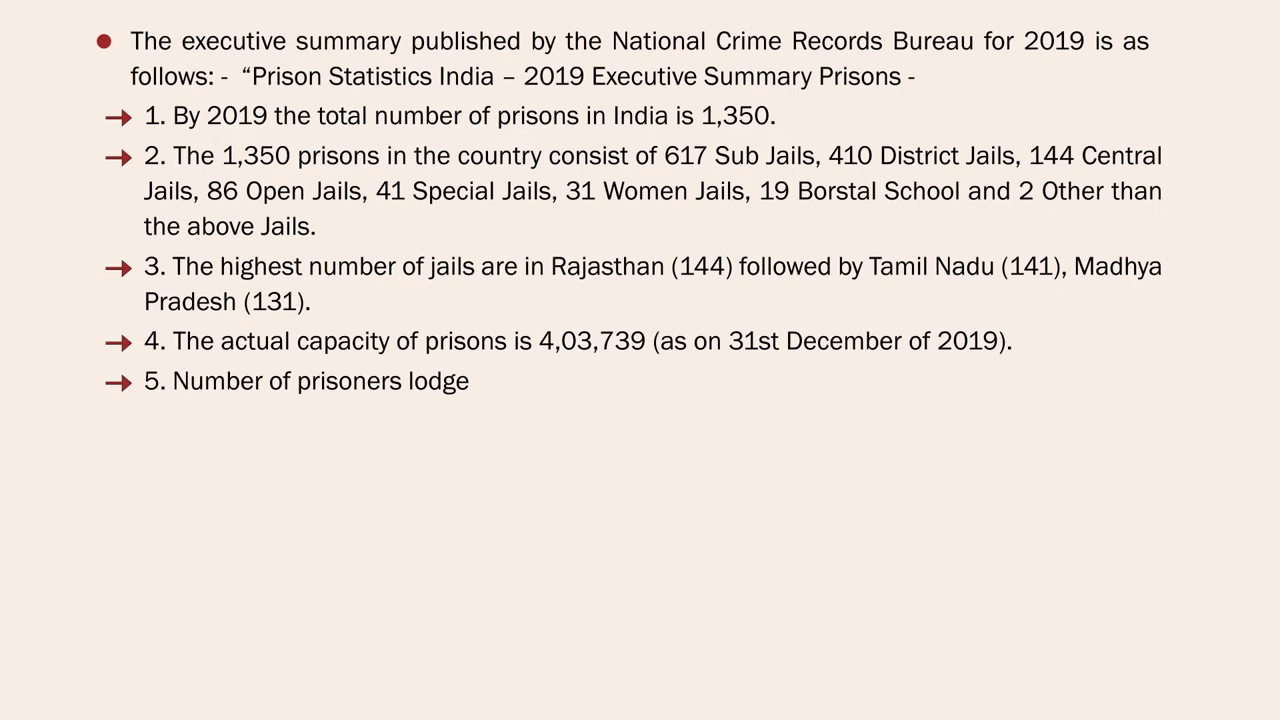 The executive summary published by the National Crime Records Bureau for 2019 is as
follows: - “Prison Statistics India – 2019 Executive Summary Prisons -
1. By 2019 the total number of prisons in India is 1,350.
2. The 1,350 prisons in the country consist of 617 Sub Jails, 410 District Jails, 144 Central
Jails, 86 Open Jails, 41 Special Jails, 31 Women Jails, 19 Borstal School and 2 Other than
the above Jails.
3. The highest number of jails are in Rajasthan (144) followed by Tamil Nadu (141), Madhya
Pradesh (131).
4. The actual capacity of prisons is 4,03,739 (as on 31st December of 2019).
5. Number of prisoners lodge